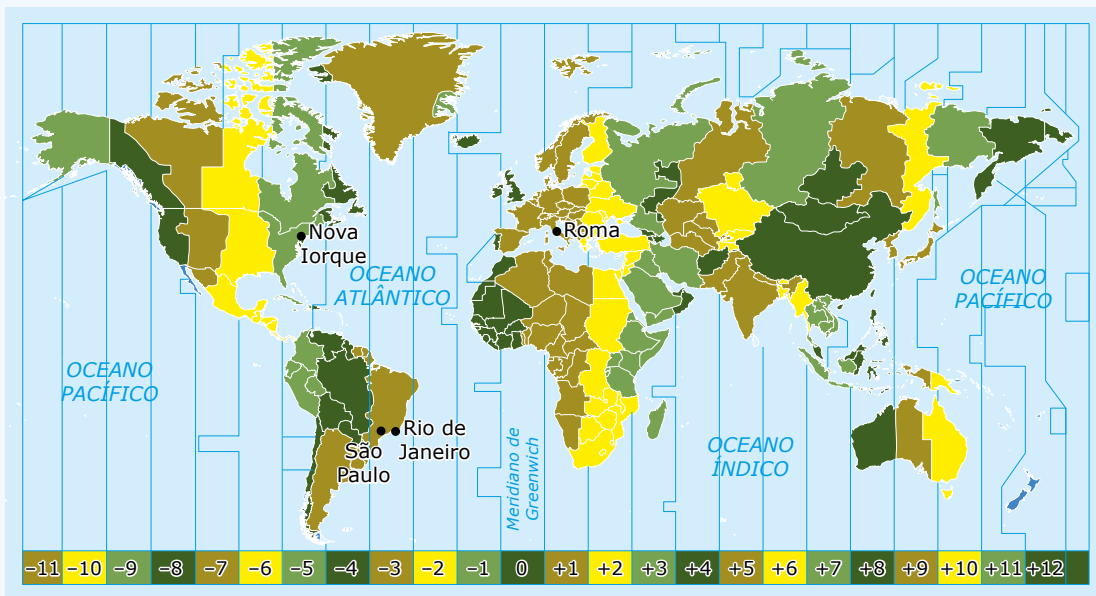 Nova
Iorque
Roma
OCEANO
ATLÂNTICO
OCEANO
PACÍFICO
OCEANO
PACÍFICO
Rio de
Janeiro
São
Paulo
Meridiano de
Greenwich
OCEANO
ÍNDICO
–11 –10 –9 –8 –7 –6 –5 –4 –3 –2 –1 0 +1 +2 +3 +4 +5 +6 +7 +8 +9 +10 +11 +12